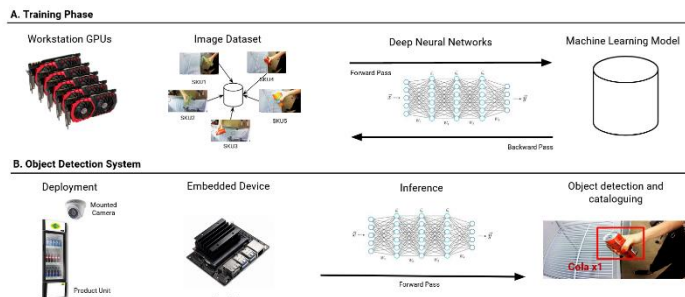 A. Training Phase
Workstation GPUs
Image Dataset
Deep Neural Networks
Machine Learning Model
SKU1
SKU4
SKU2
SKU5
SKU3
Forward Pass
Backward Pass
B. Object Detection System
Deployment
Embedded Device
Inference
Object detection and
cataloguing
Mounted
Camera
Product Unit
Forward Pass
Cola x1